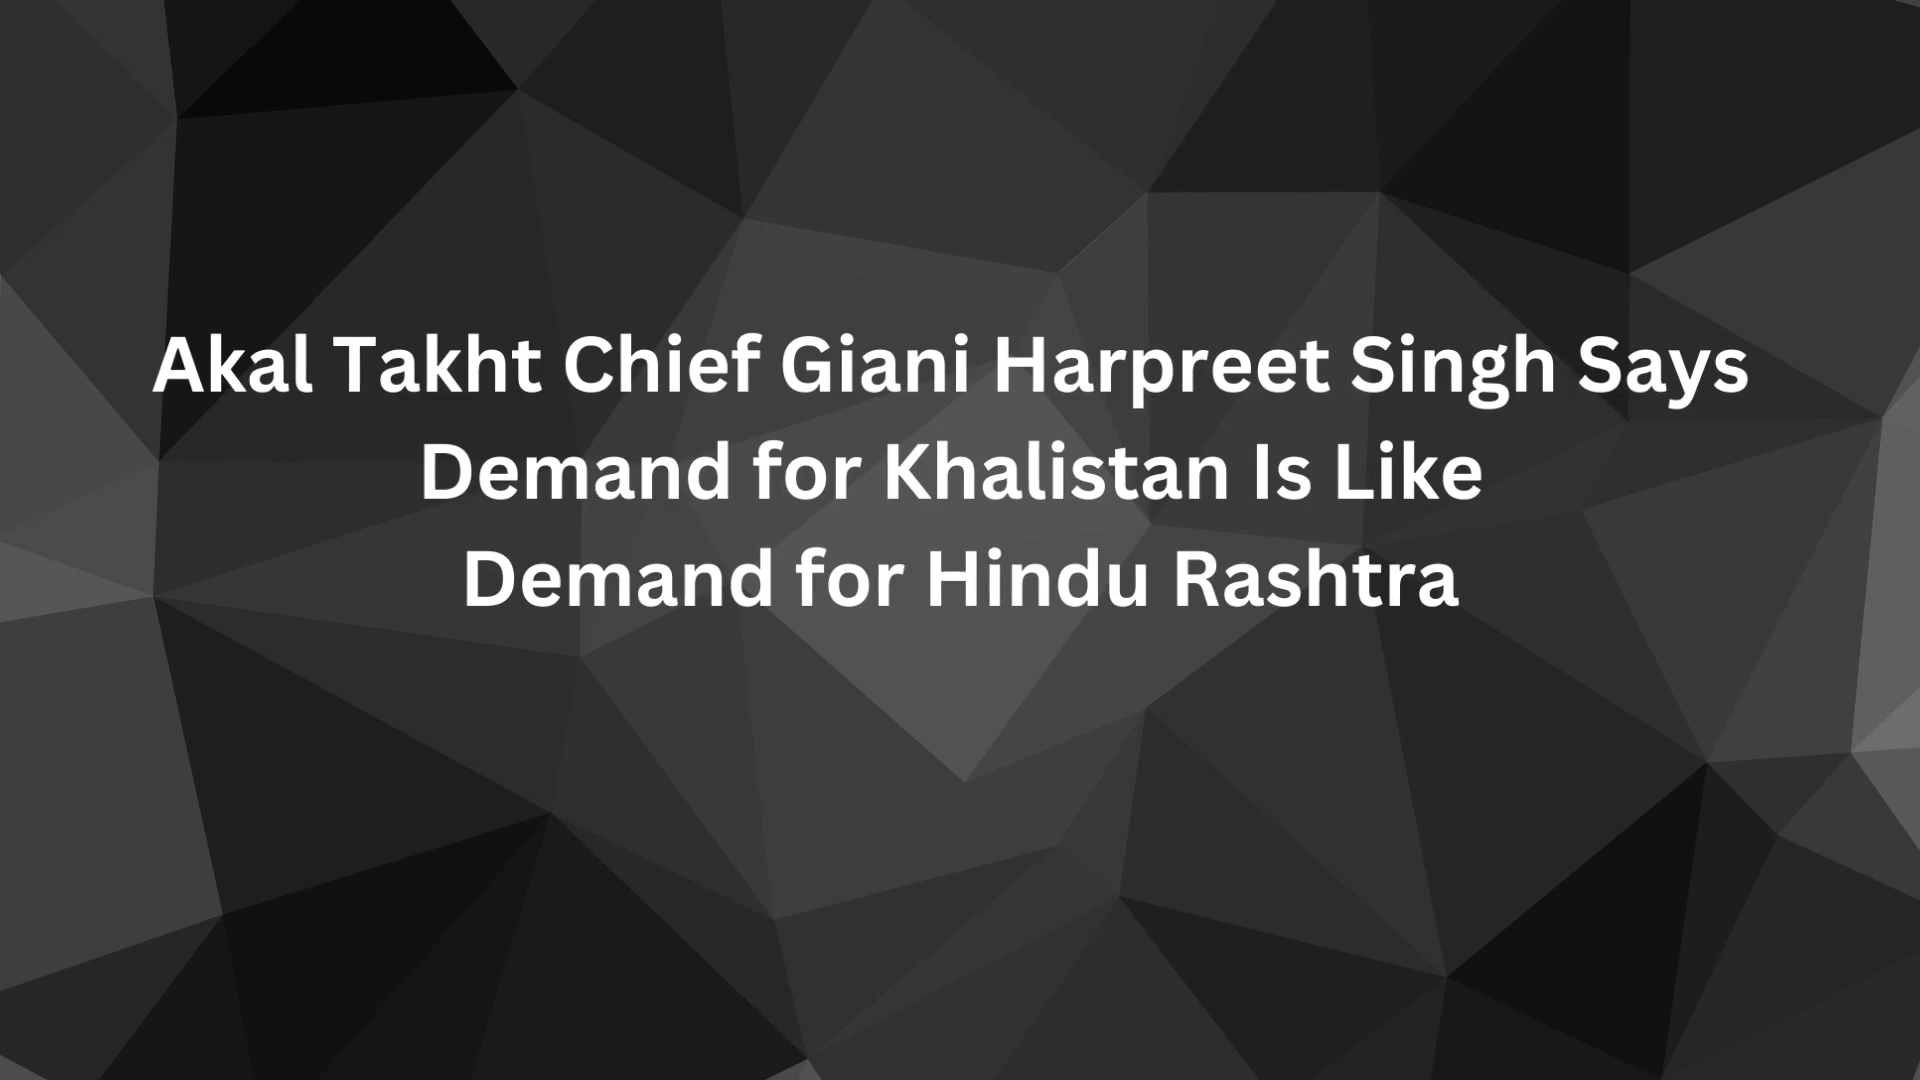 Akal Takht Chief Giani Harpreet Singh Says
Demand for Khalistan Is Like
Demand for Hindu Rashtra